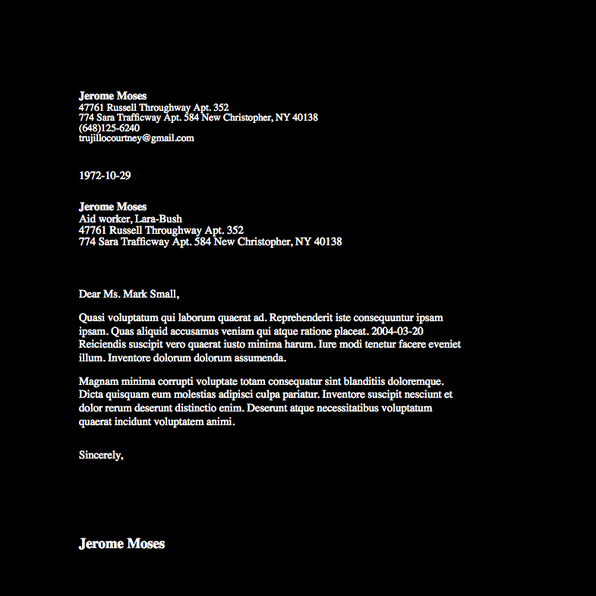 Jerome Moses
47761 Russell Throughway Apt. 352
774 Sara Trafficway Apt. 584 New Christopher, NY 40138
(648)125-6240
trujillocourtney@gmail.com
1972-10-29
Jerome Moses
Aid worker, Lara-Bush
47761 Russell Throughway Apt. 352
774 Sara Trafficway Apt. 584 New Christopher, NY 40138
Dear Ms. Mark Small,
Quasi voluptatum qui laborum quaerat ad. Reprehenderit iste consequuntur ipsam
ipsam. Quas aliquid accusamus veniam qui atque ratione placeat. 2004-03-20
Reiciendis suscipit vero quaerat iusto minima harum. Iure modi tenetur facere eveniet
illum. Inventore dolorum dolorum assumenda.
Magnam minima corrupti voluptate totam consequatur sint blanditiis doloremque.
Dicta quisquam eum molestias adipisci culpa pariatur. Inventore suscipit nesciunt et
dolor rerum deserunt distinctio enim. Deserunt atque necessitatibus voluptatum
quaerat incidunt voluptatem animi.
Sincerely,
Jerome Moses